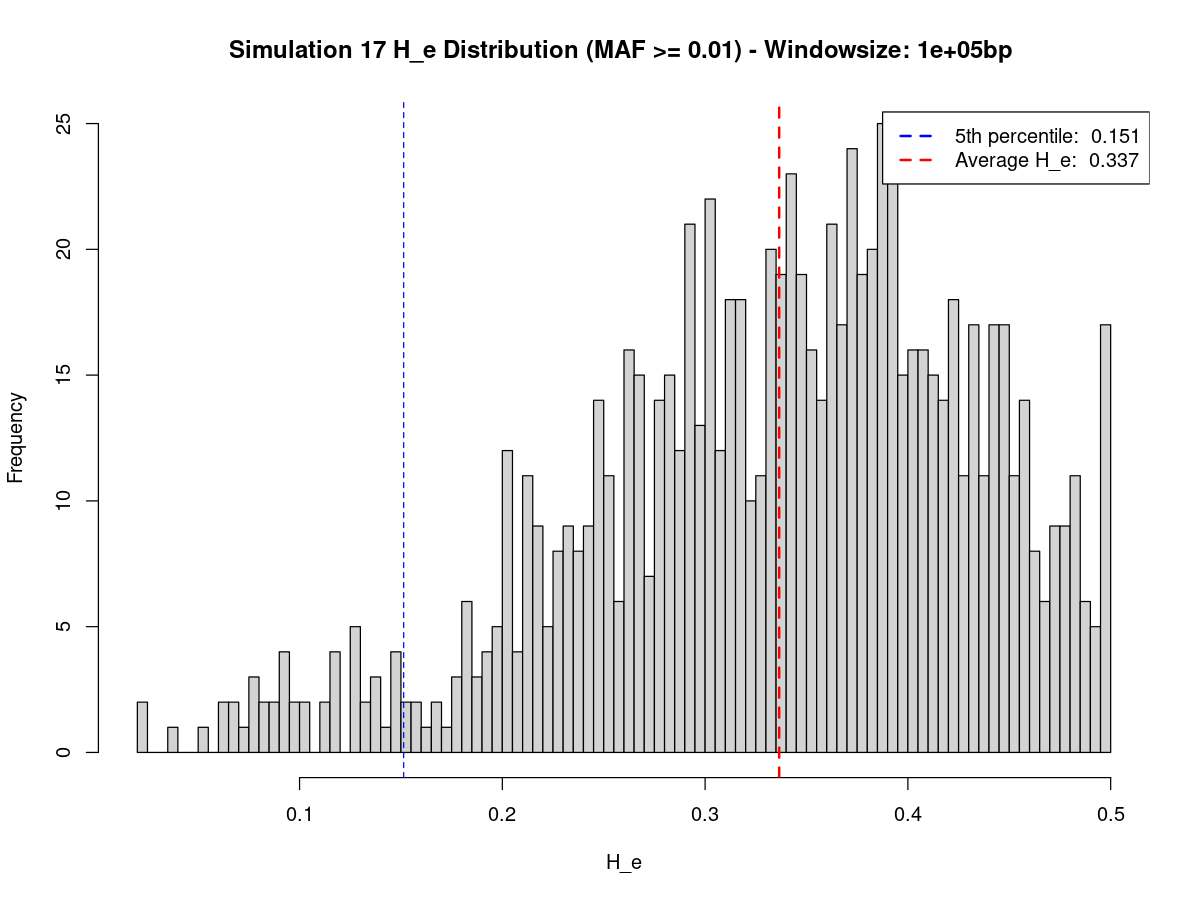 Simulation 17 H_e Distribution (MAF >= 0.01) - Windowsize: 1e+05bp
5th percentile: 0.151
Average H_e: 0.337
Frequency
25
20
15
10
5
0
0.1 0.2 0.3 0.4 0.5
H_e